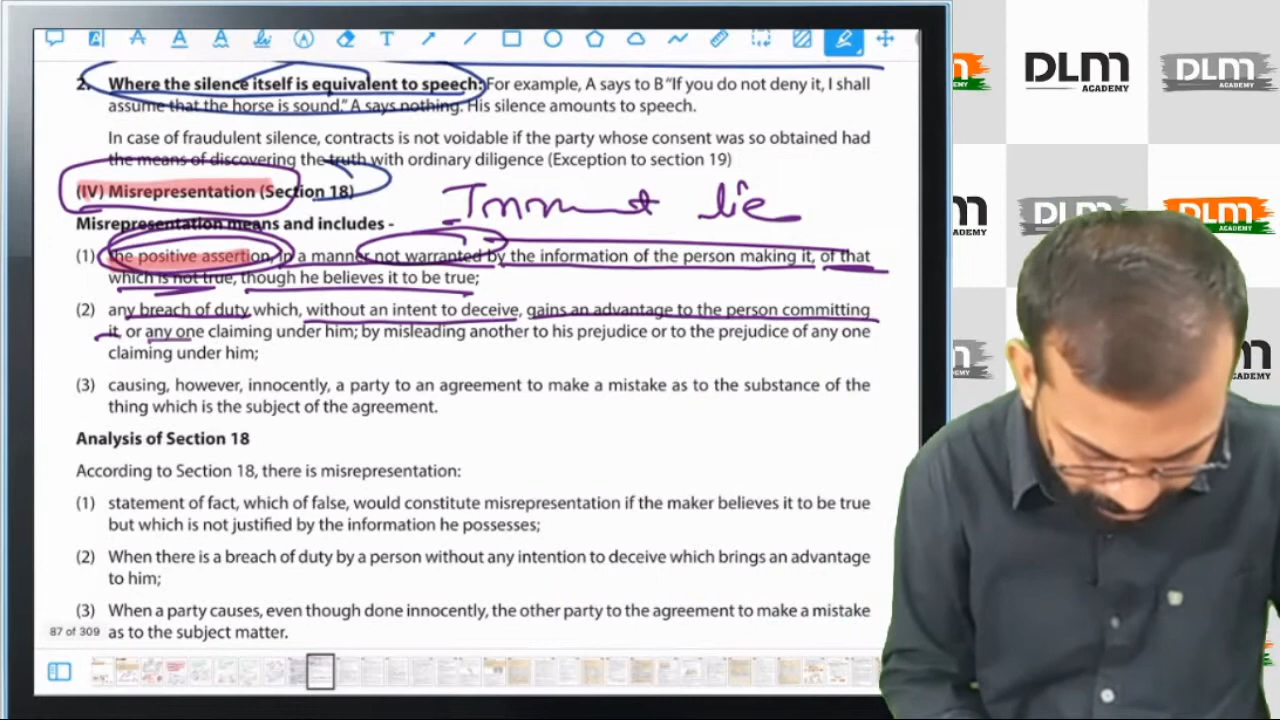 2. Where the silence itself is equivalent to speech: For example, A says to B "If you do not deny it, I shall
assume that the horse is sound." A says nothing. His silence amounts to speech.
In case of fraudulent silence, contracts is not voidable if the party whose consent was so obtained had
the means of discovering the truth with ordinary diligence (Exception to section 19)
(IV) Misrepresentation (Section 18)
lie
Misrepresentation means and includes -
(1) the positive assertion, in a manner not warranted by the information of the person making it, of that
which is not true, though he believes it to be true;
(2) any breach of duty which, without an intent to deceive, gains an advantage to the person committing
it, or any one claiming under him; by misleading another to his prejudice or to the prejudice of any one
claiming under him;
(3) causing, however, innocently, a party to an agreement to make a mistake as to the substance of the
thing which is the subject of the agreement.
Analysis of Section 18
According to Section 18, there is misrepresentation:
(1) statement of fact, which of false, would constitute misrepresentation if the maker believes it to be true
but which is not justified by the information he possesses;
(2) When there is a breach of duty by a person without any intention to deceive which brings an advantage
to him;
(3) When a party causes, even though done innocently, the other party to the agreement to make a mistake
as to the subject matter.
87 of 309
DLM
ACADEMY
DLM
ACADEMY
DLM
ACADEMY
DLM
ACADEMY
ACADEMY
ACADEMY